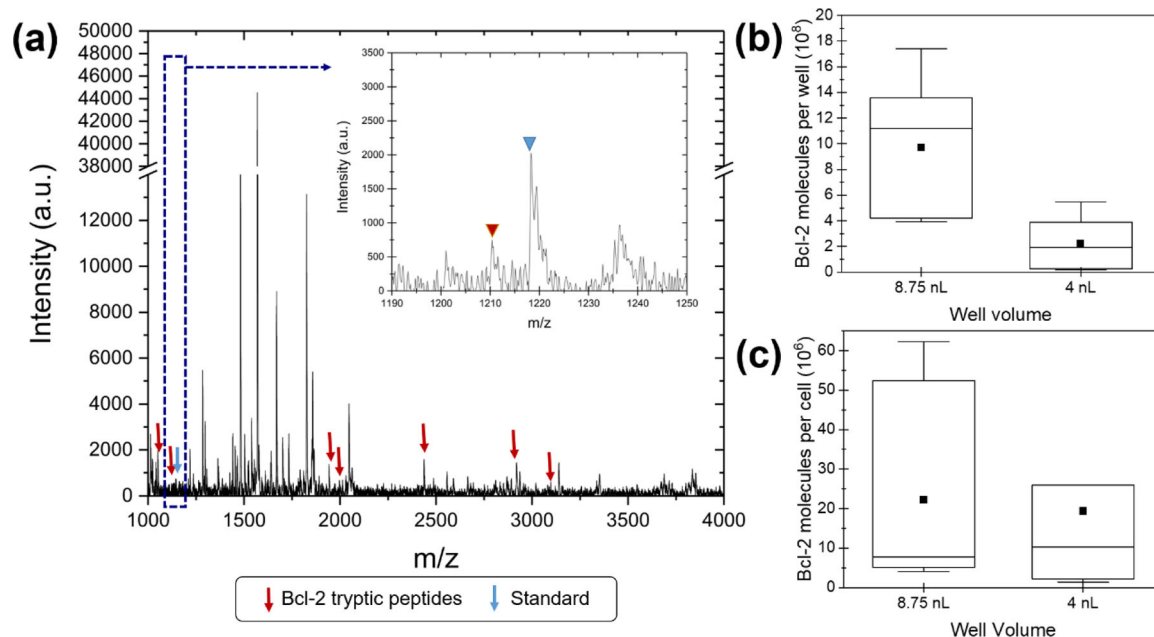 (a)
Intensity (a.u.)
50000
48000
46000
44000
42000
40000
38000
12000
10000
8000
6000
4000
2000
0
1000 1500 2000 2500 3000 3500 4000
m/z
Intensity (a.u.)
3500
3000
2500
2000
1500
1000
500
0
1190 1200 1210 1220 1230 1240 1250
m/z
Bcl-2 tryptic peptides Standard
(b)
Bcl-2 molecules per well (10⁸)
20
18
16
14
12
10
8
6
4
2
0
8.75 nL 4 nL
Well volume
(c)
Bcl-2 molecules per cell (10⁶)
60
50
40
30
20
10
0
8.75 nL 4 nL
Well Volume